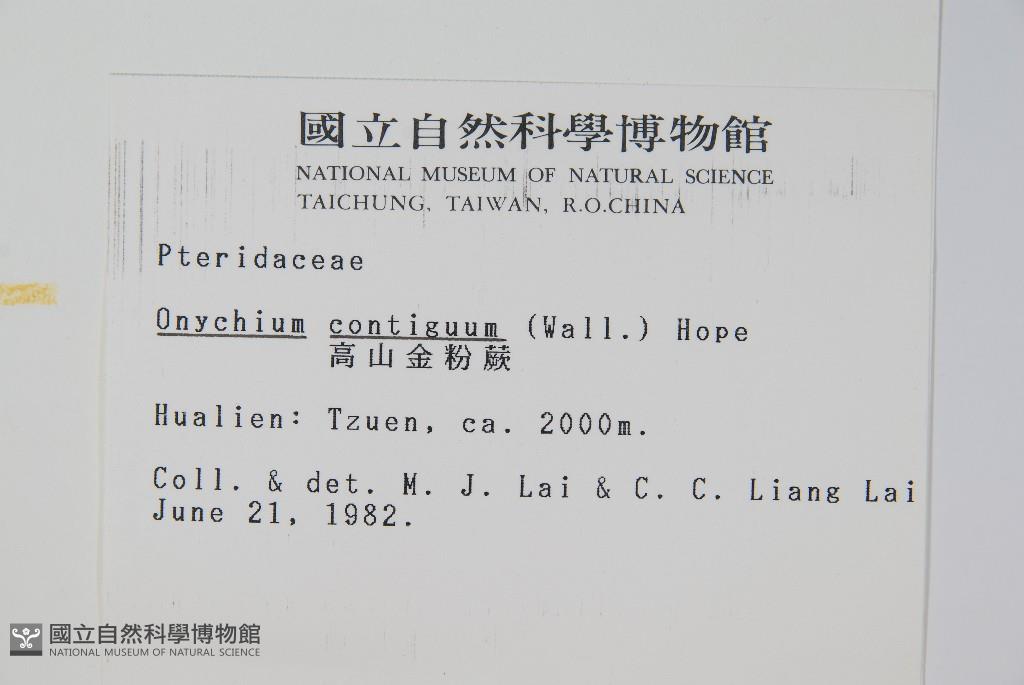 國立自然科學博物館
NATIONAL MUSEUM OF NATURAL SCIENCE
TAICHUNG, TAIWAN, R.O.CHINA
Pteridaceae
Onychium contiguum (Wall.) Hope
高山金粉蕨
Hualien: Tzuen, ca. 2000m.
Coll. & det. M. J. Lai & C. C. Liang Lai
June 21, 1982.
國立自然科學博物館
NATIONAL MUSEUM OF NATURAL SCIENCE